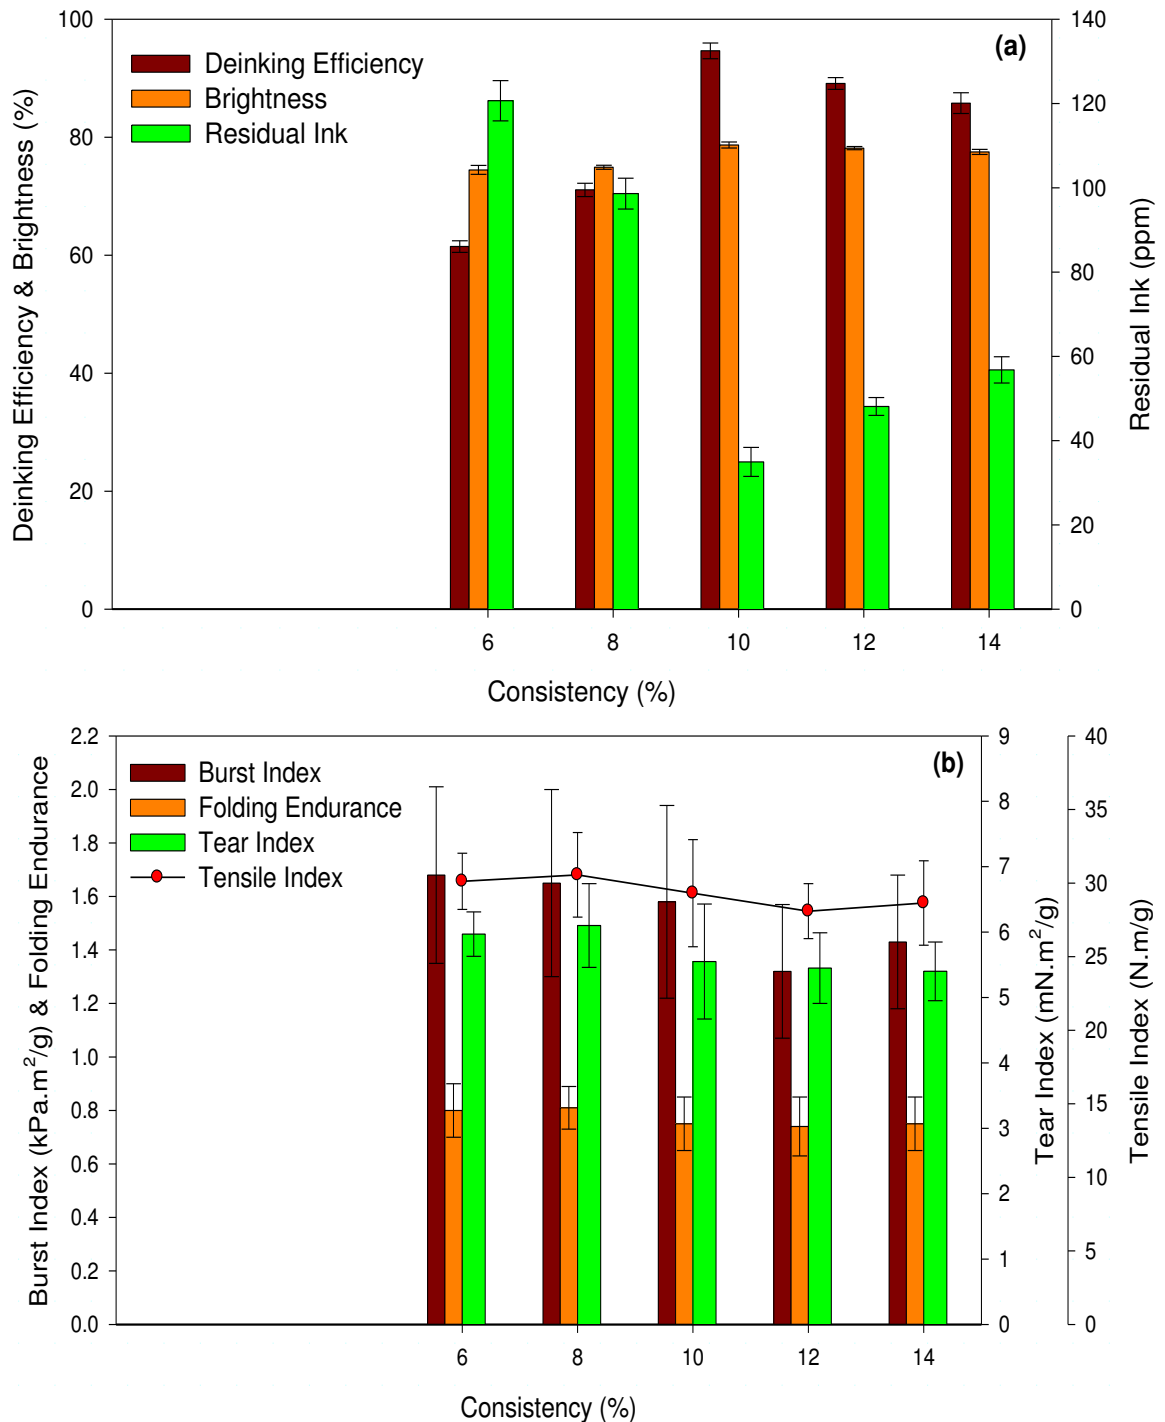 (a)
Deinking Efficiency
Brightness
Residual Ink
Deinking Efficiency & Brightness (%)
100
80
60
40
20
0
140
120
100
80
60
40
20
0
Residual Ink (ppm)
6 8 10 12 14
Consistency (%)
(b)
Burst Index
Folding Endurance
Tear Index
Tensile Index
Burst Index (kPa.m²/g) & Folding Endurance
2.2
2.0
1.8
1.6
1.4
1.2
1.0
0.8
0.6
0.4
0.2
0.0
9
8
7
6
5
4
3
2
1
0
Tear Index (mN.m²/g)
40
35
30
25
20
15
10
5
0
Tensile Index (N.m/g)
6 8 10 12 14
Consistency (%)